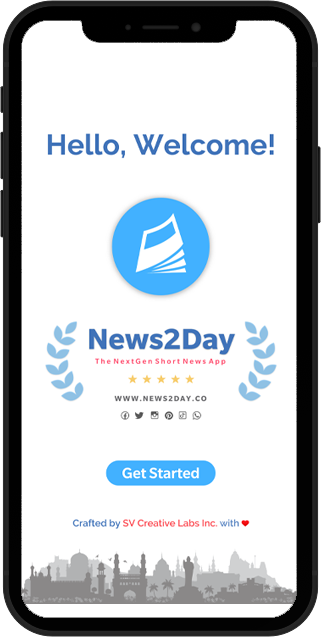 Hello, Welcome!
News2Day
The NextGen Short News App
WWW.NEWS2DAY.CO
Get Started
Crafted by SV Creative Labs Inc. with